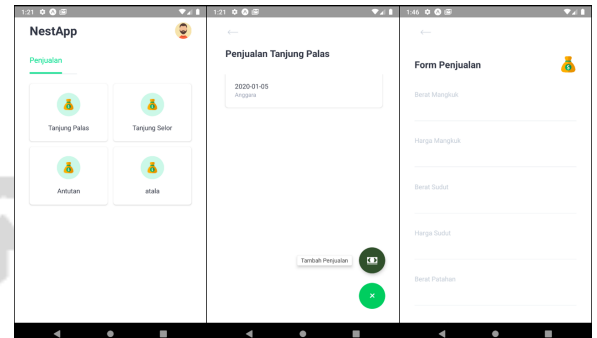 1:21
NestApp
Penjualan
Tanjung Palas
Tanjung Selor
Antutan
atala
1:21
Penjualan Tanjung Palas
2020-01-05
Anggara
Tambah Penjualan
1:46
Form Penjualan
Berat Mangkuk
Harga Mangkuk
Berat Sudut
Harga Sudut
Berat Patahan